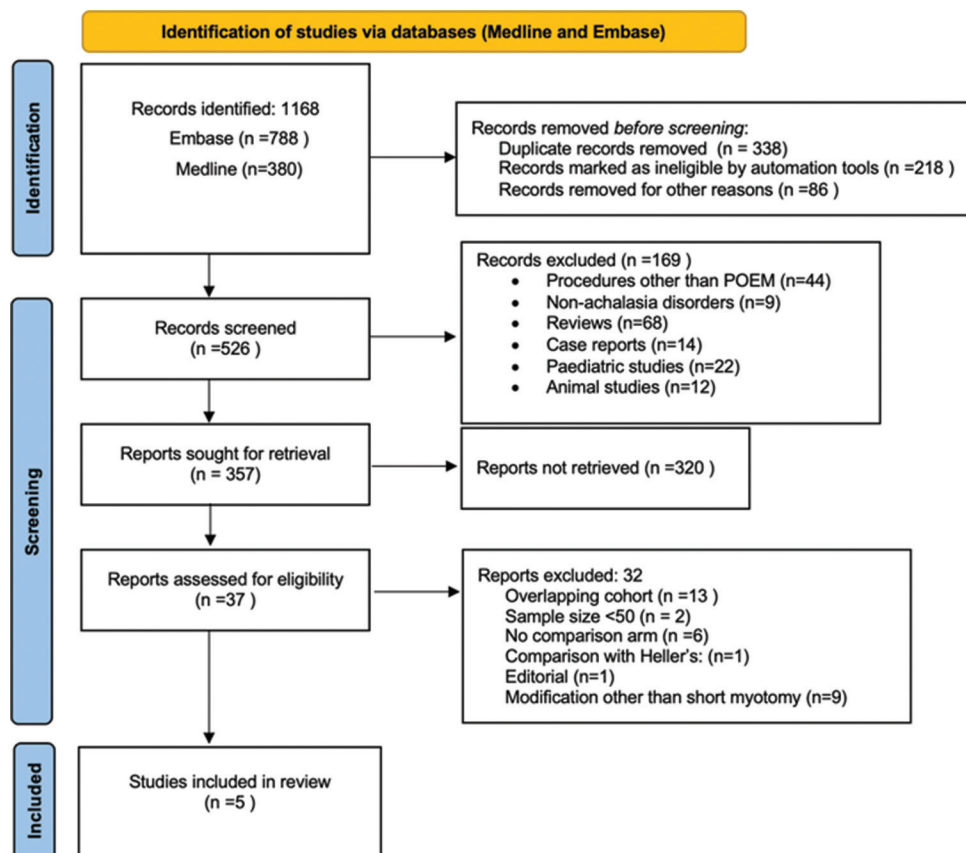 Identification of studies via databases (Medline and Embase)
Identification
Records identified: 1168
Embase (n =788 )
Medline (n=380)
Records removed before screening:
Duplicate records removed (n = 338)
Records marked as ineligible by automation tools (n =218 )
Records removed for other reasons (n =86 )
Screening
Records screened
(n =526 )
Records excluded (n =169 )
• Procedures other than POEM (n=44)
• Non-achalasia disorders (n=9)
• Reviews (n=68)
• Case reports (n=14)
• Paediatric studies (n=22)
• Animal studies (n=12)
Reports sought for retrieval
(n = 357)
Reports not retrieved (n =320 )
Reports assessed for eligibility
(n =37 )
Reports excluded: 32
Overlapping cohort (n =13 )
Sample size <50 (n = 2)
No comparison arm (n =6)
Comparison with Heller's: (n=1)
Editorial (n=1)
Modification other than short myotomy (n=9)
Included
Studies included in review
(n =5 )